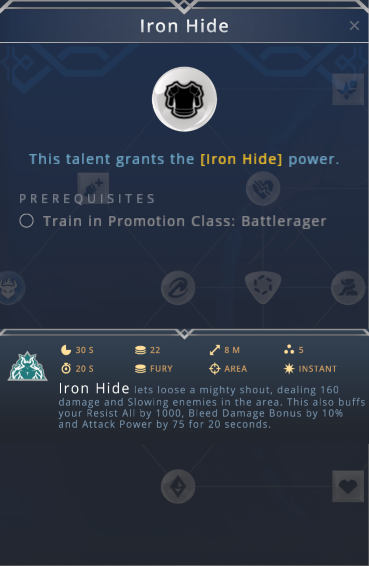 Iron Hide
This talent grants the [Iron Hide] power.
PREREQUISITES
Train in Promotion Class: Battlerager
30 S 22 8 M 5
20 S FURY AREA INSTANT
Iron Hide lets loose a mighty shout, dealing 160
damage and Slowing enemies in the area. This also buffs
your Resist All by 1000, Bleed Damage Bonus by 10%
and Attack Power by 75 for 20 seconds.